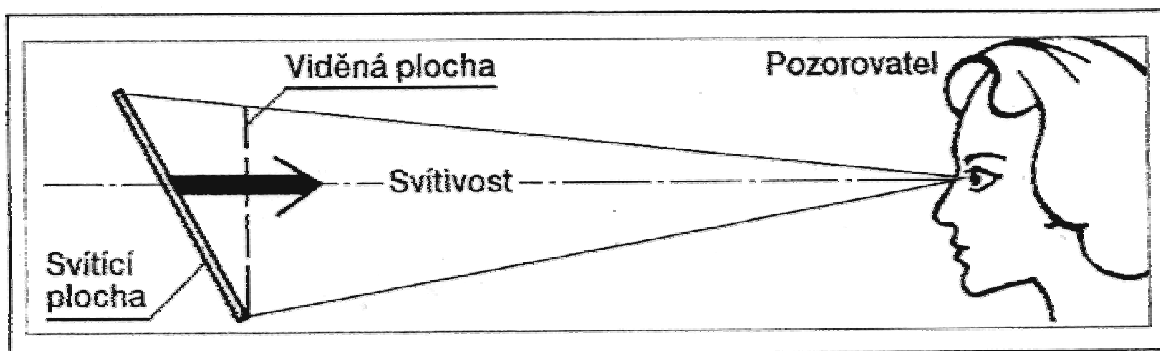 Viděná plocha
Pozorovatel
Svítivost
Svítící
plocha